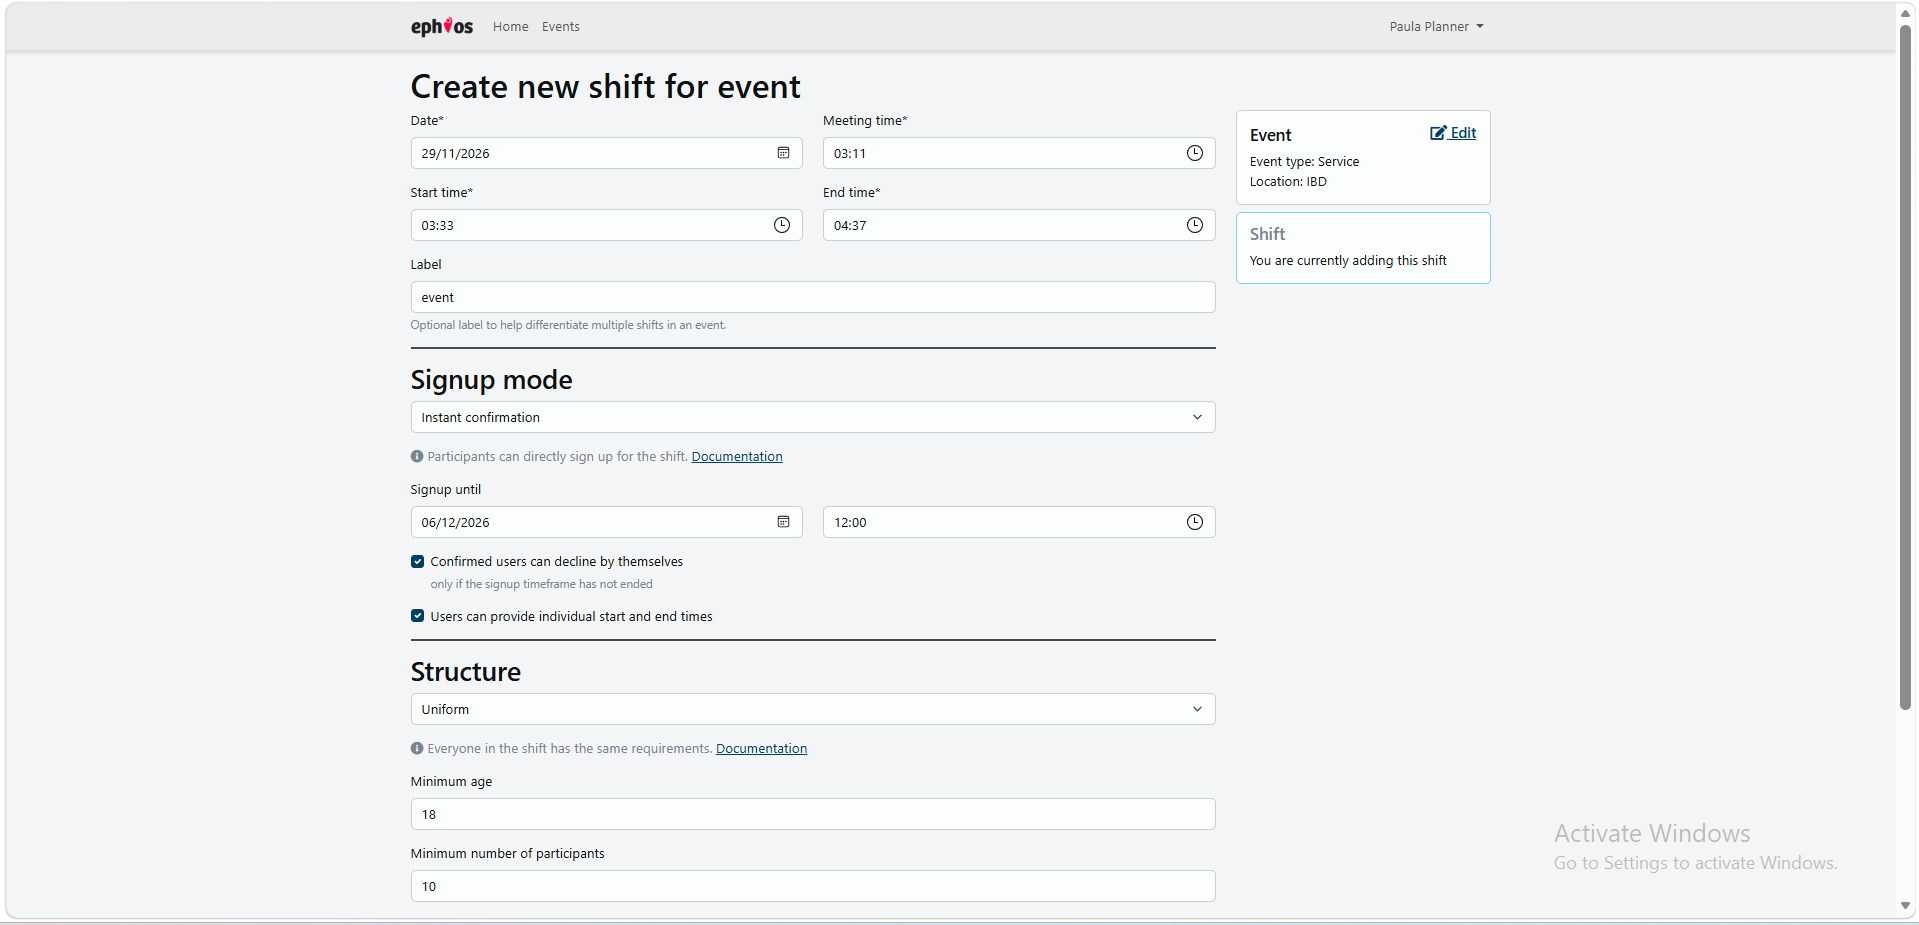 ephios Home Events Paula Planner
Create new shift for event
Date* Meeting time*
29/11/2026 03:11
Start time* End time*
03:33 04:37
Label
event
Optional label to help differentiate multiple shifts in an event.
Event Edit
Event type: Service
Location: IBD
Shift
You are currently adding this shift
Signup mode
Instant confirmation
Participants can directly sign up for the shift. Documentation
Signup until
06/12/2026 12:00
Confirmed users can decline by themselves
only if the signup timeframe has not ended
Users can provide individual start and end times
Structure
Uniform
Everyone in the shift has the same requirements. Documentation
Minimum age
18
Minimum number of participants
10
Activate Windows
Go to Settings to activate Windows.